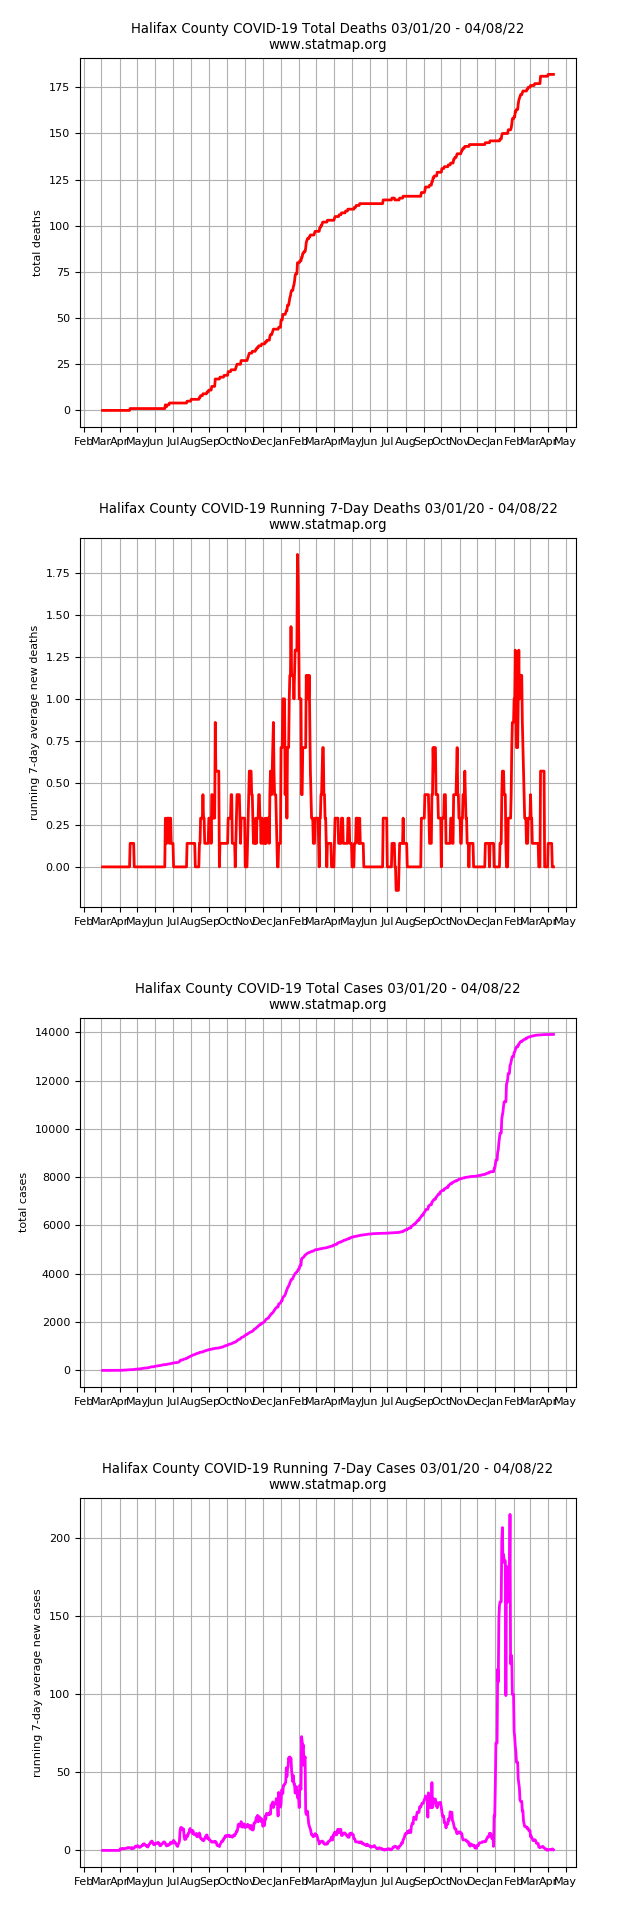 Halifax County COVID-19 Total Deaths 03/01/20 - 04/08/22
www.statmap.org
175
150
125
100
75
50
25
0
total deaths
Feb Mar Apr May Jun Jul Aug Sep Oct Nov Dec Jan Feb Mar Apr May Jun Jul Aug Sep Oct Nov Dec Jan Feb Mar Apr May
Halifax County COVID-19 Running 7-Day Deaths 03/01/20 - 04/08/22
www.statmap.org
1.75
1.50
1.25
1.00
0.75
0.50
0.25
0.00
running 7-day average new deaths
Feb Mar Apr May Jun Jul Aug Sep Oct Nov Dec Jan Feb Mar Apr May Jun Jul Aug Sep Oct Nov Dec Jan Feb Mar Apr May
Halifax County COVID-19 Total Cases 03/01/20 - 04/08/22
www.statmap.org
14000
12000
10000
8000
6000
4000
2000
0
total cases
Feb Mar Apr May Jun Jul Aug Sep Oct Nov Dec Jan Feb Mar Apr May Jun Jul Aug Sep Oct Nov Dec Jan Feb Mar Apr May
Halifax County COVID-19 Running 7-Day Cases 03/01/20 - 04/08/22
www.statmap.org
200
150
100
50
0
running 7-day average new cases
Feb Mar Apr May Jun Jul Aug Sep Oct Nov Dec Jan Feb Mar Apr May Jun Jul Aug Sep Oct Nov Dec Jan Feb Mar Apr May